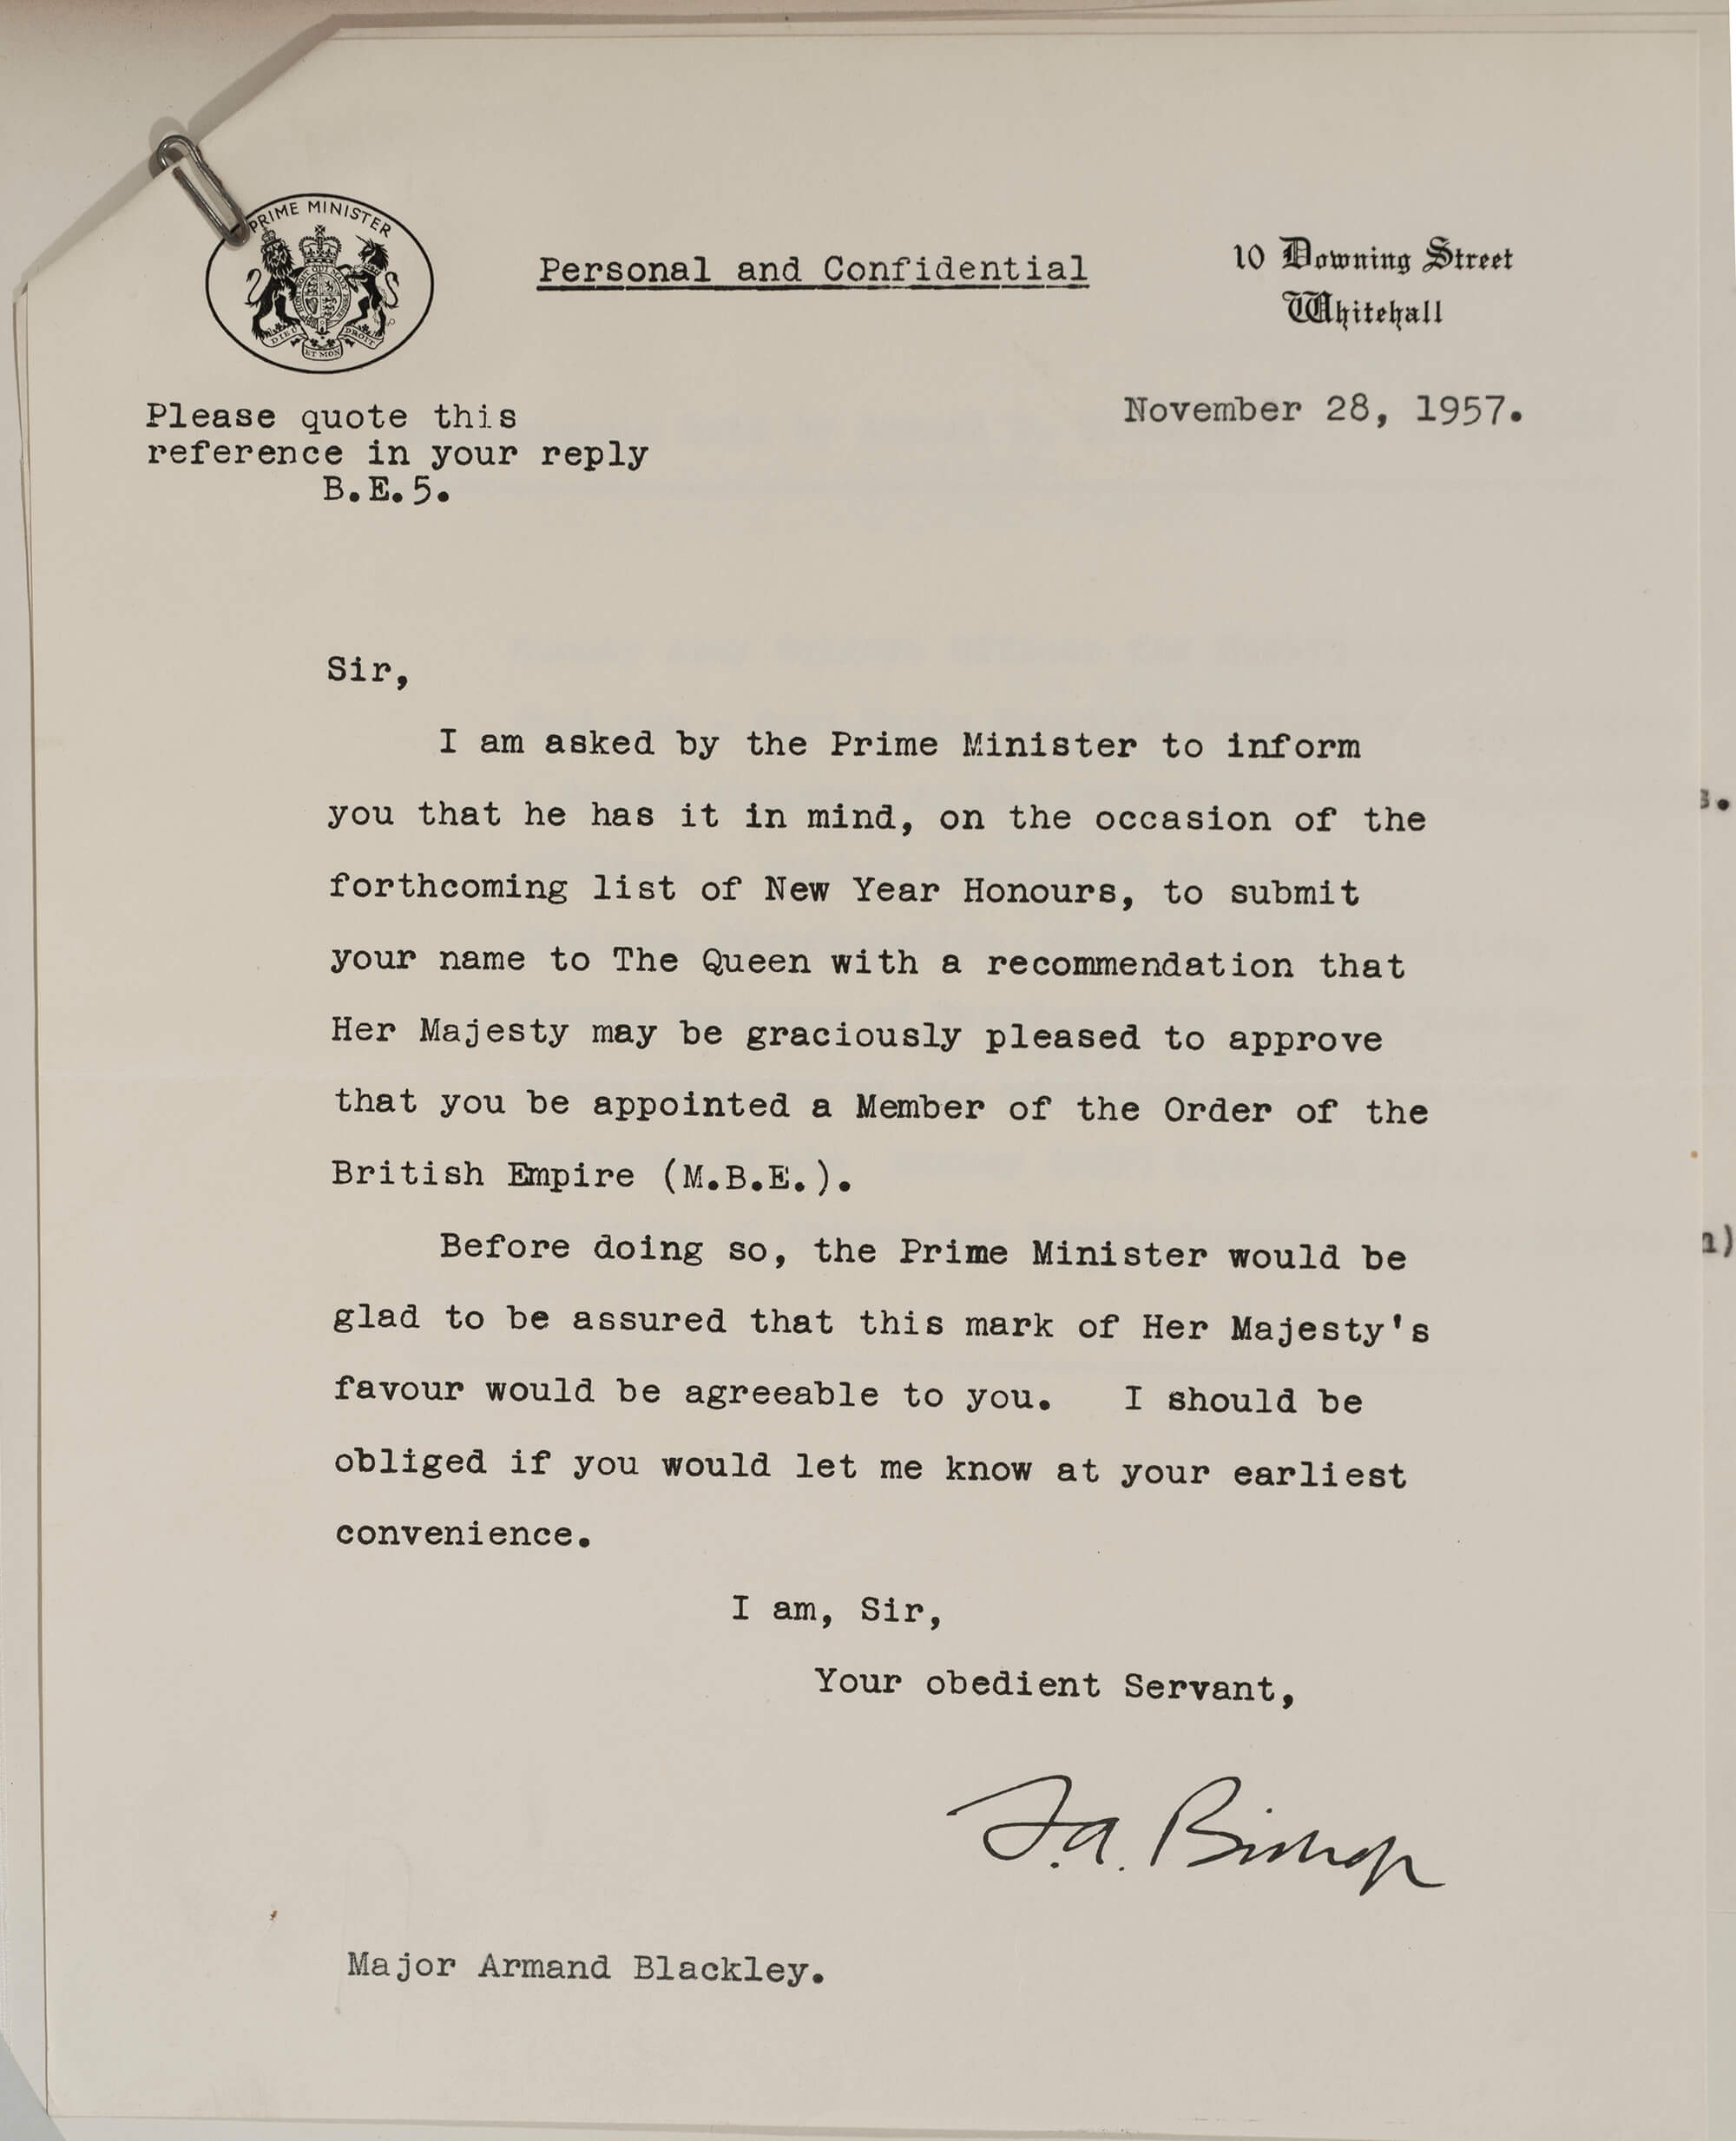 PRIME MINISTER
DIEU ET MON DROIT
Personal and Confidential
10 Downing Street
Whitehall
November 28, 1957.
Please quote this
reference in your reply
B.E.5.
Sir,
I am asked by the Prime Minister to inform
you that he has it in mind, on the occasion of the
forthcoming list of New Year Honours, to submit
your name to The Queen with a recommendation that
Her Majesty may be graciously pleased to approve
that you be appointed a Member of the Order of the
British Empire (M.B.E.).
Before doing so, the Prime Minister would be
glad to be assured that this mark of Her Majesty's
favour would be agreeable to you. I should be
obliged if you would let me know at your earliest
convenience.
I am, Sir,
Your obedient Servant,
F.A. Bishop
Major Armand Blackley.